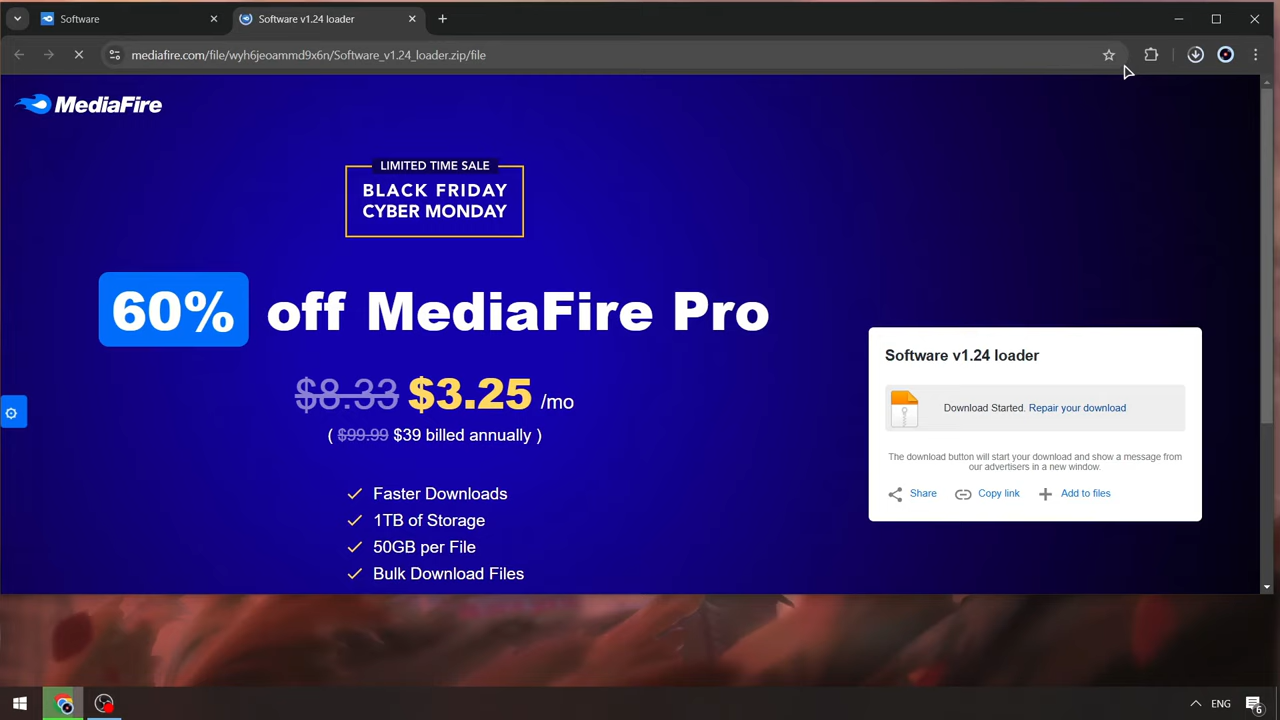 Software
Software v1.24 loader
mediafire.com/file/wyh6jeoammd9x6n/Software_v1.24_loader.zip/file
MediaFire
LIMITED TIME SALE
BLACK FRIDAY
CYBER MONDAY
60% off MediaFire Pro
$8.33 $3.25 /mo
( $99.99 $39 billed annually )
Faster Downloads
1TB of Storage
50GB per File
Bulk Download Files
Software v1.24 loader
Download Started. Repair your download
The download button will start your download and show a message from
our advertisers in a new window.
Share Copy link Add to files
ENG
6